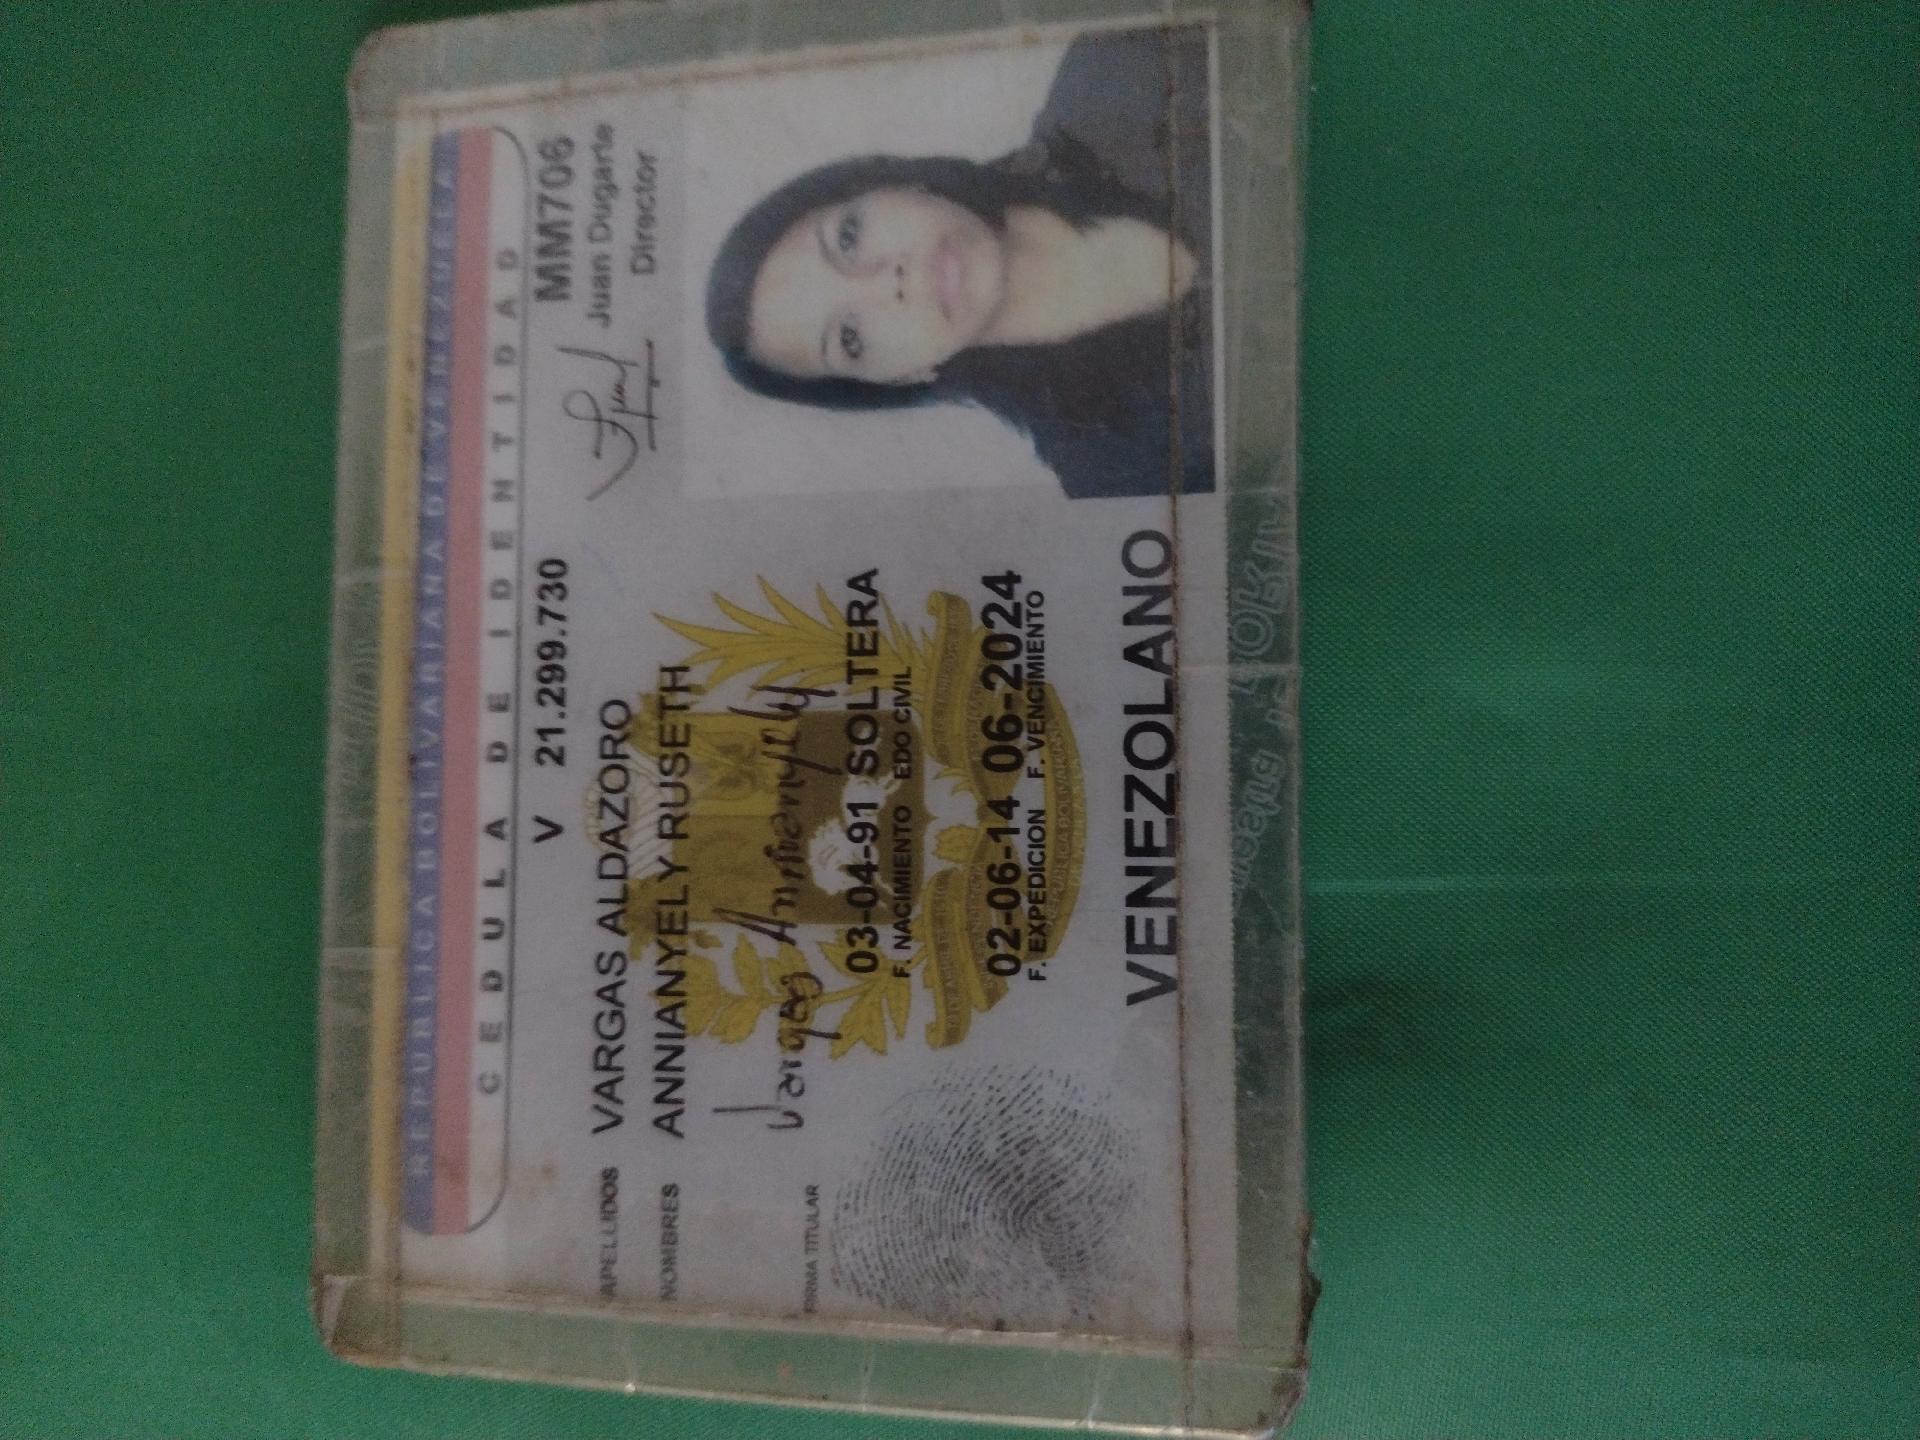 REPUBLICA BOLIVARIANA DE VENEZUELA
CEDULA DE IDENTIDAD
V 21.299.730
MM706
Juan Dugarte
Director
APELLIDOS VARGAS ALDAZORO
NOMBRES ANNIANYELY RUSETH
Vargas Annianyely
FIRMA TITULAR
03-04-91 SOLTERA
F. NACIMIENTO EDO CIVIL
02-06-14 06-2024
F. EXPEDICION F. VENCIMIENTO
VENEZOLANO